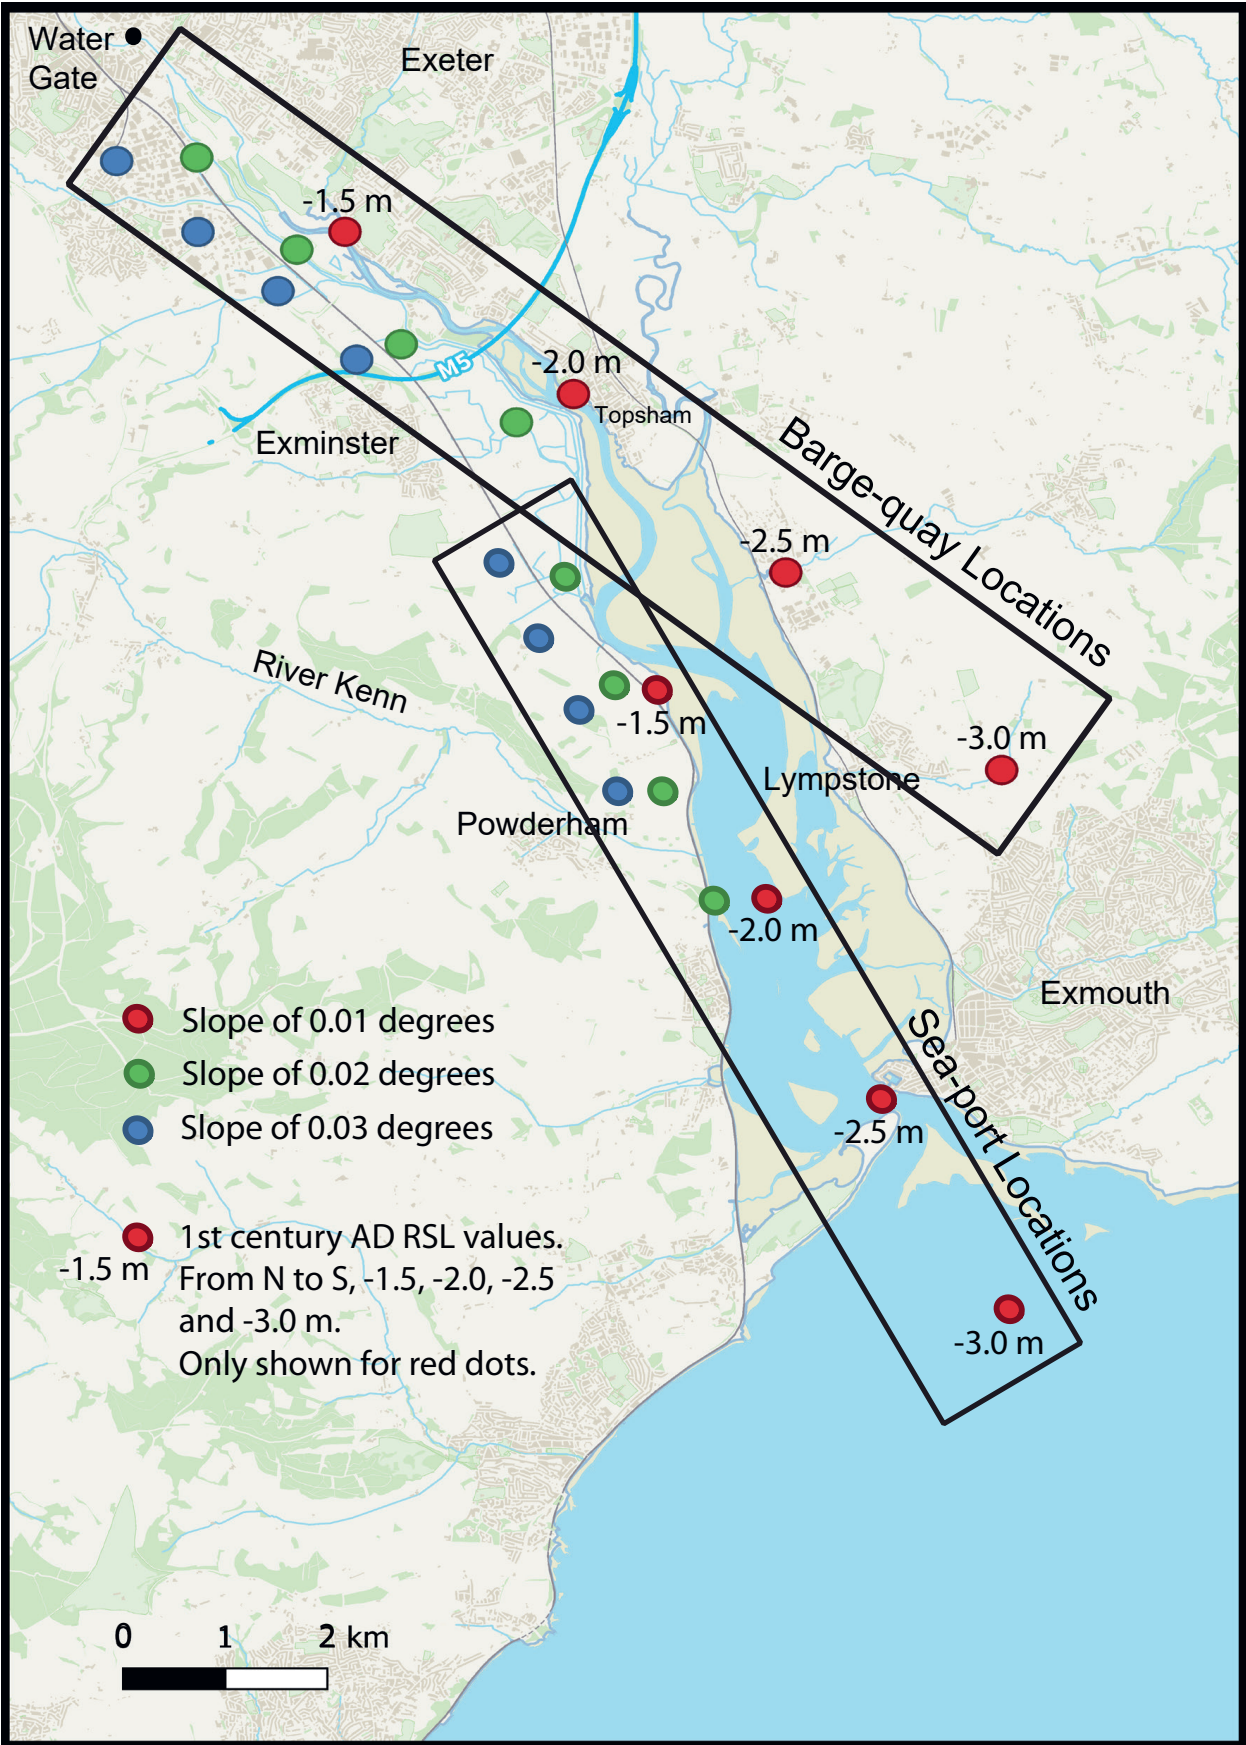 Water
Gate
Exeter
-1.5 m
-2.0 m
M5
Topsham
Exminster
Barge-quay Locations
-2.5 m
River Kenn
-1.5 m
-3.0 m
Lympstone
Powderham
-2.0 m
Exmouth
Slope of 0.01 degrees
Slope of 0.02 degrees
Slope of 0.03 degrees
Sea-port Locations
-2.5 m
1st century AD RSL values.
-1.5 m
From N to S, -1.5, -2.0, -2.5
and -3.0 m.
Only shown for red dots.
-3.0 m
0 1 2 km